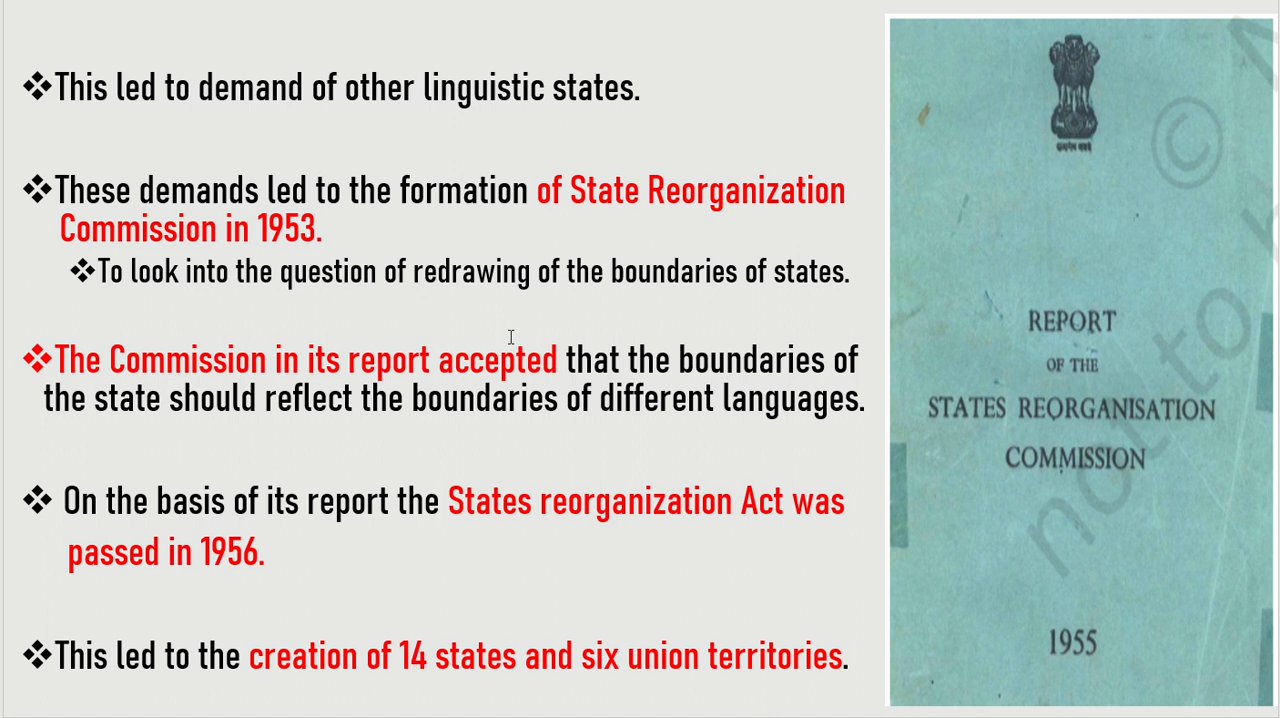 ❖This led to demand of other linguistic states.
❖These demands led to the formation of State Reorganization
Commission in 1953.
❖To look into the question of redrawing of the boundaries of states.
❖The Commission in its report accepted that the boundaries of
the state should reflect the boundaries of different languages.
❖ On the basis of its report the States reorganization Act was
passed in 1956.
❖This led to the creation of 14 states and six union territories.
REPORT
OF THE
STATES REORGANISATION
COMMISSION
1955
©
not to